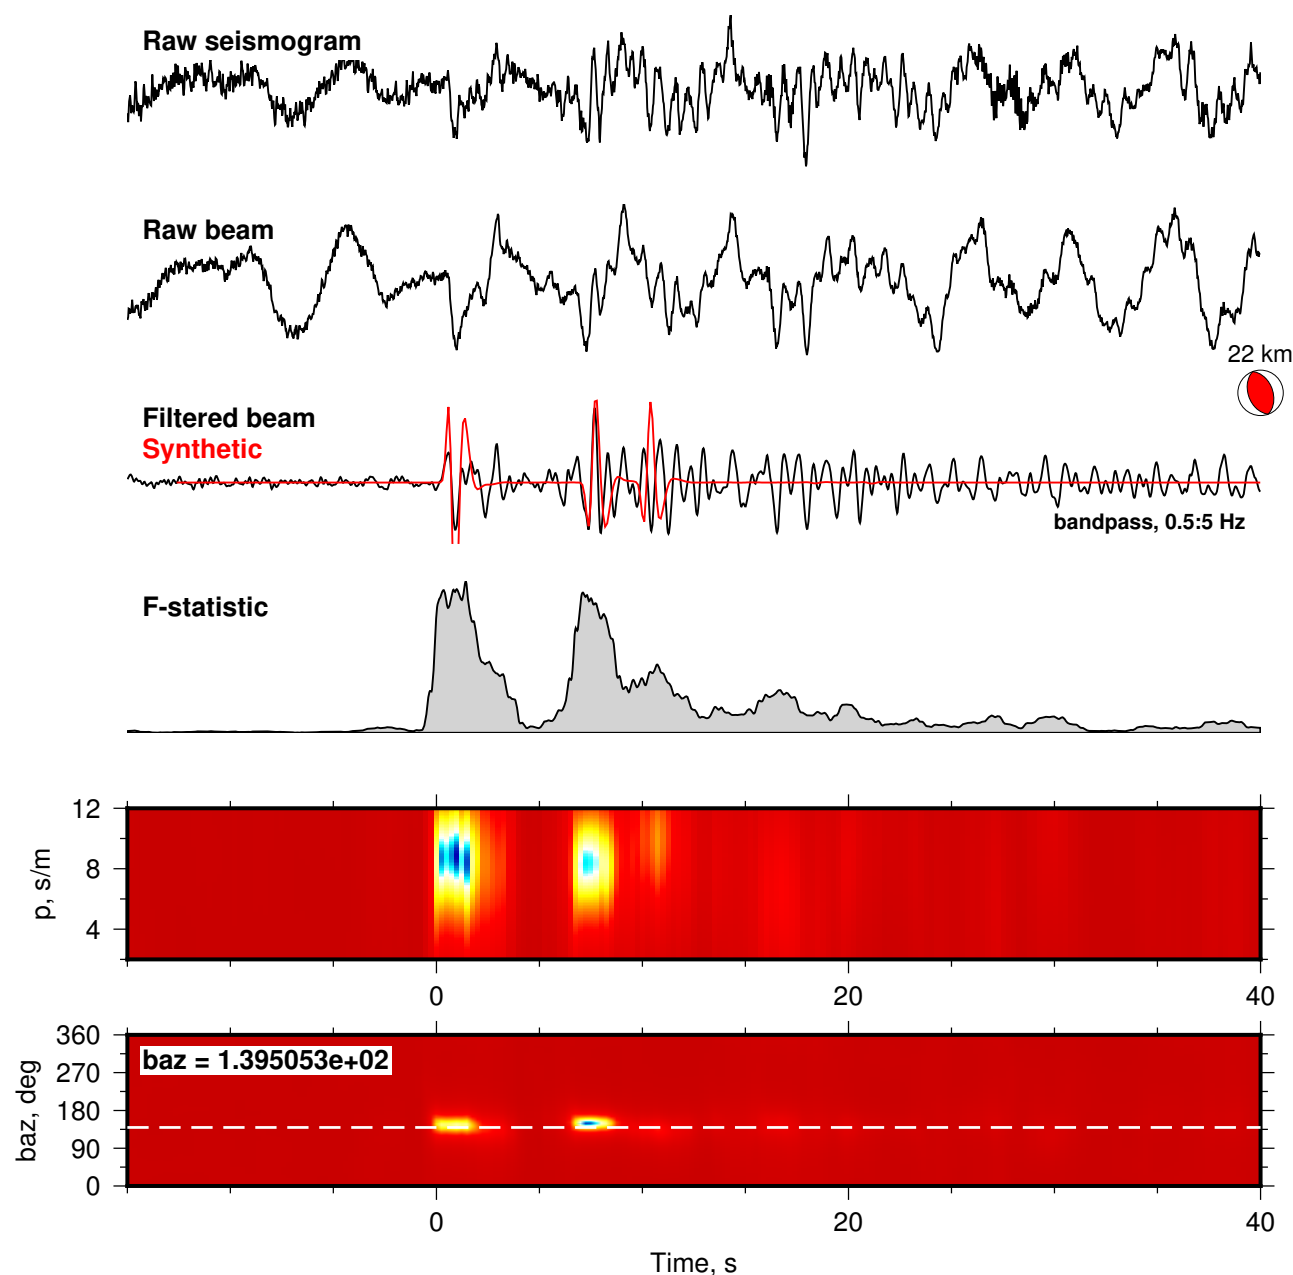 Raw seismogram
Raw beam
22 km
Filtered beam
Synthetic
bandpass, 0.5:5 Hz
F-statistic
12
8
4
p, s/m
0 20 40
360
270
180
90
0
baz, deg
baz = 1.395053e+02
0 20 40
Time, s